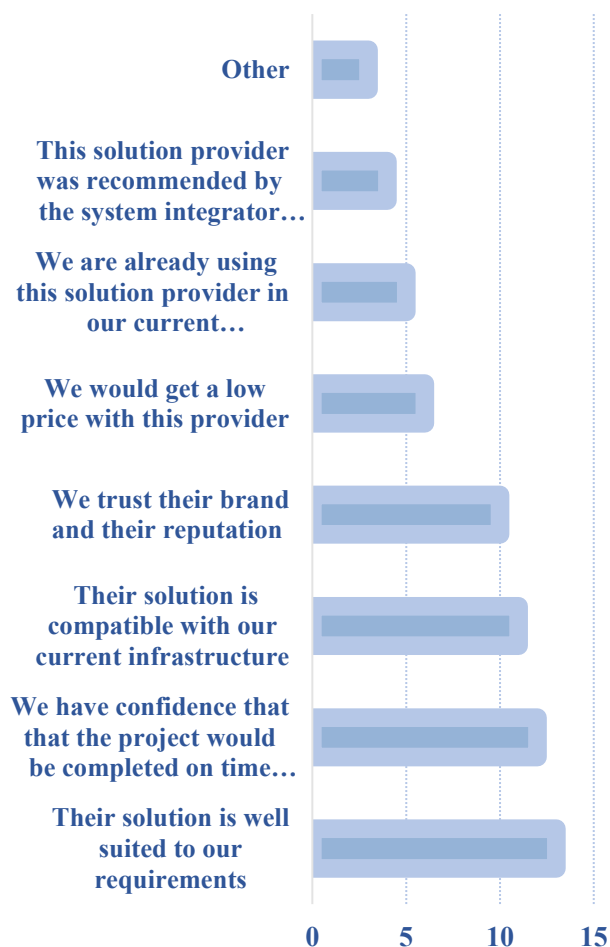 Other
This solution provider
was recommended by
the system integrator…
We are already using
this solution provider in
our current…
We would get a low
price with this provider
We trust their brand
and their reputation
Their solution is
compatible with our
current infrastructure
We have confidence that
that the project would
be completed on time…
Their solution is well
suited to our
requirements
0 5 10 15